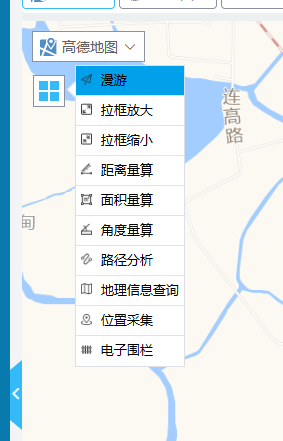 高德地图
漫游
拉框放大
拉框缩小
距离量算
面积量算
角度量算
路径分析
地理信息查询
位置采集
电子围栏
连高路
甸